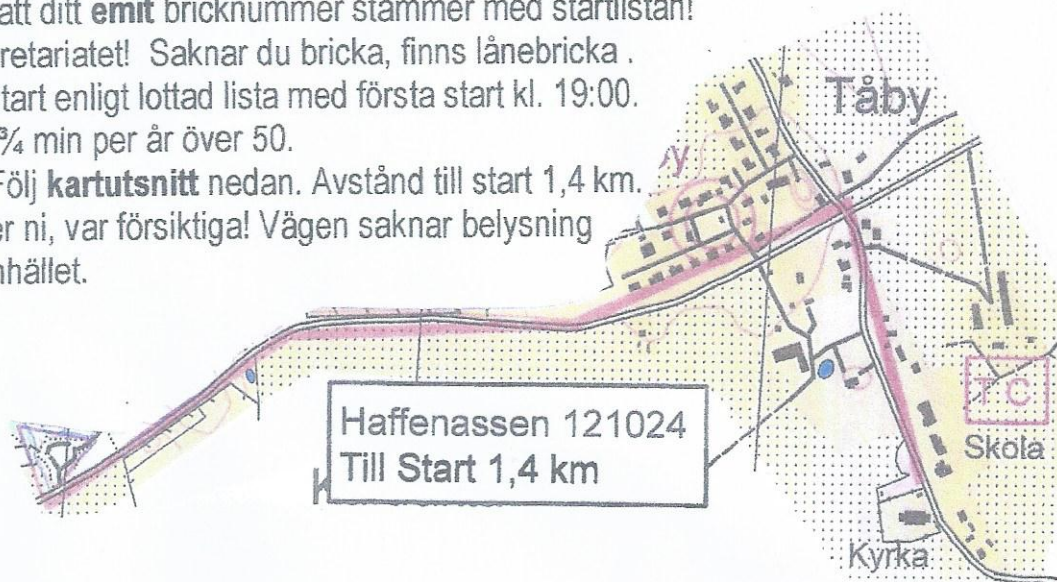 att ditt emit bricknummer stämmer med startlistan!
retariatet! Saknar du bricka, finns lånebricka .
tart enligt lottad lista med första start kl. 19:00.
¾ min per år över 50.
Följ kartutsnitt nedan. Avstånd till start 1,4 km.
er ni, var försiktiga! Vägen saknar belysning
nhället.
Tåby
y
Haffenassen 121024
Till Start 1,4 km
K
TC
Skola
Kyrka